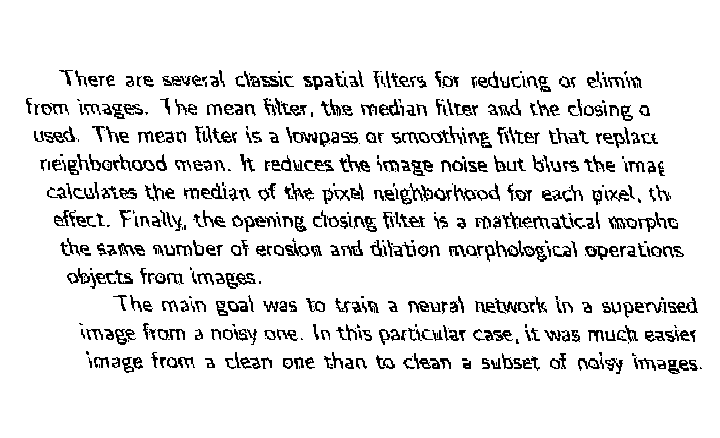 There are several classic spatial filters for reducing or elimin
from images. The mean filter, the median filter and the closing o
used. The mean filter is a lowpass or smoothing filter that replace
neighborhood mean. It reduces the image noise but blurs the imag
calculates the median of the pixel neighborhood for each pixel, th
effect. Finally, the opening closing filter is a mathematical morpho
the same number of erosion and dilation morphological operations
objects from images.
The main goal was to train a neural network in a supervised
image from a noisy one. In this particular case, it was much easier
image from a clean one than to clean a subset of noisy images.